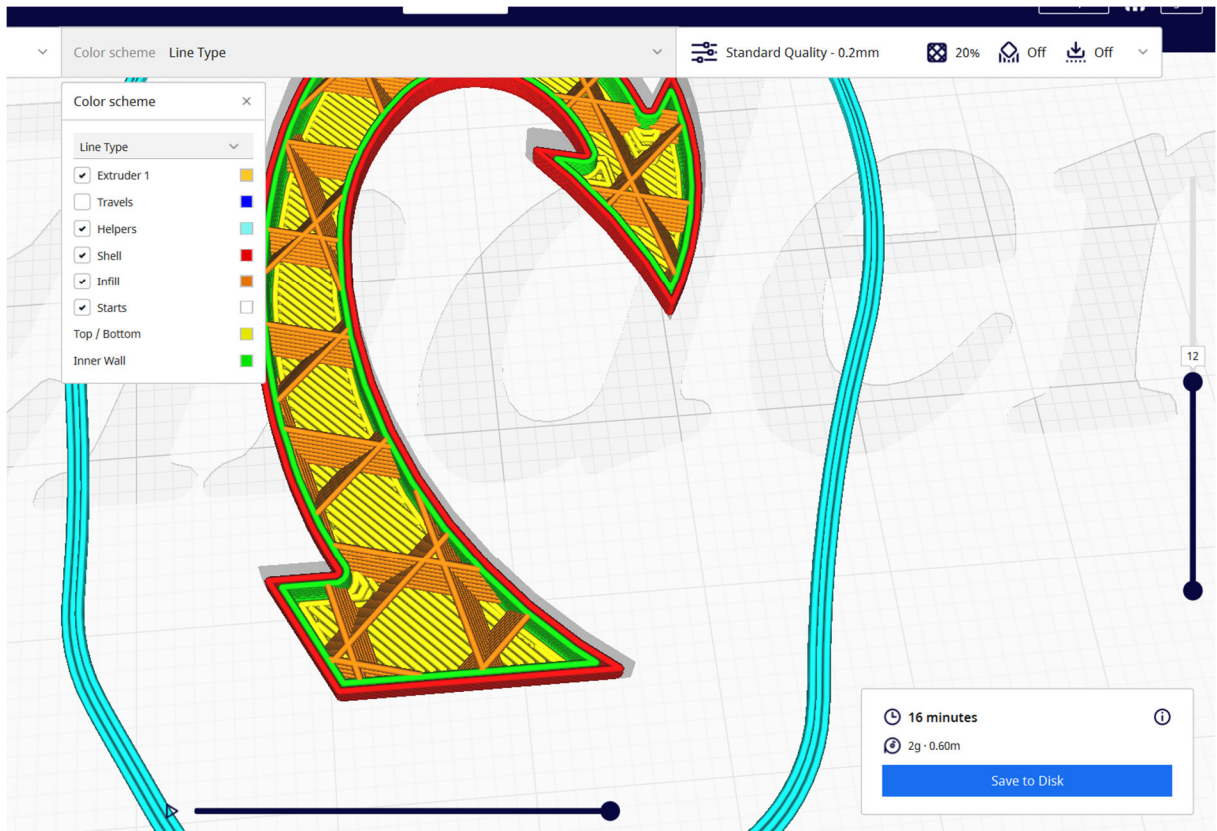 Color scheme Line Type
Standard Quality - 0.2mm 20% Off Off
Color scheme
Line Type
Extruder 1
Travels
Helpers
Shell
Infill
Starts
Top / Bottom
Inner Wall
12
16 minutes
2g · 0.60m
Save to Disk